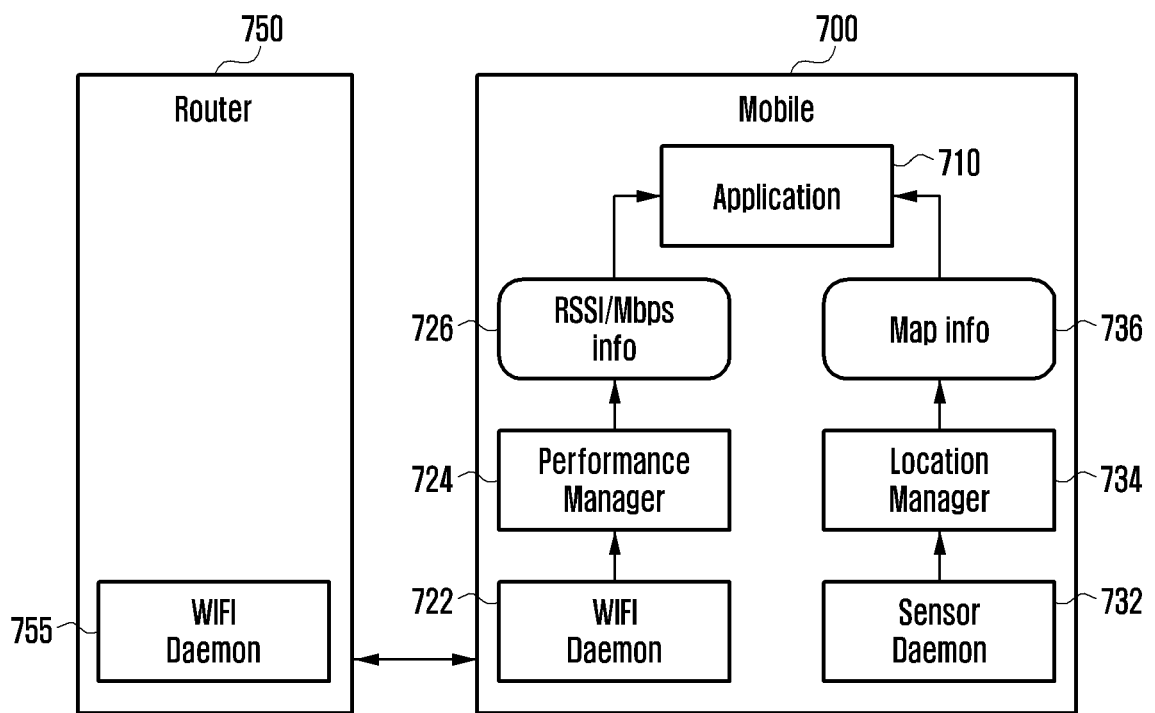 750
700
Router
Mobile
710
Application
726
RSSI/Mbps
info
Map info
736
724
Performance
Manager
Location
Manager
734
755
WIFI
Daemon
722
WIFI
Daemon
Sensor
Daemon
732